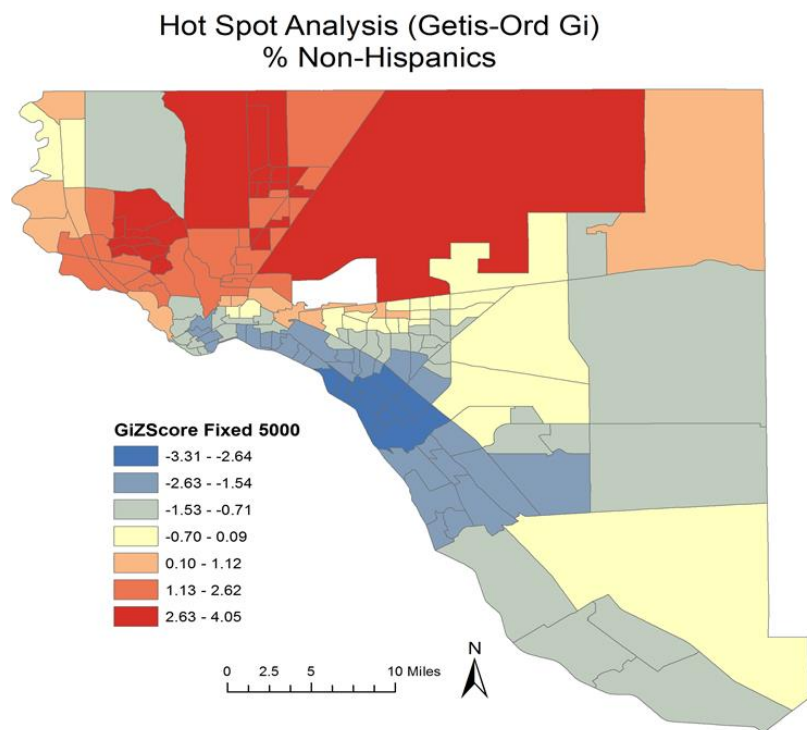 Hot Spot Analysis (Getis-Ord Gi)
% Non-Hispanics
GiZScore Fixed 5000
-3.31 - -2.64
-2.63 - -1.54
-1.53 - -0.71
-0.70 - 0.09
0.10 - 1.12
1.13 - 2.62
2.63 - 4.05
N
0 2.5 5 10 Miles